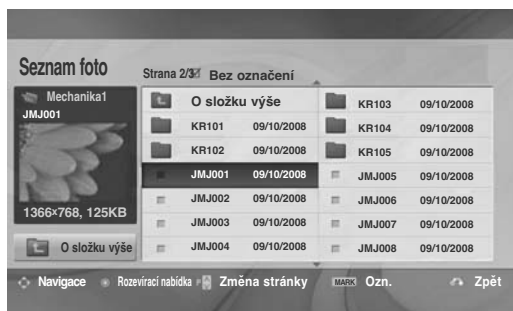 Seznam foto
Strana 2/3 Bez označení
Mechanika1
JMJ001
1366x768, 125KB
O složku výše
O složku výše
KR101 09/10/2008
KR102 09/10/2008
JMJ001 09/10/2008
JMJ002 09/10/2008
JMJ003 09/10/2008
JMJ004 09/10/2008
KR103 09/10/2008
KR104 09/10/2008
KR105 09/10/2008
JMJ005 09/10/2008
JMJ006 09/10/2008
JMJ007 09/10/2008
JMJ008 09/10/2008
Navigace Rozevírací nabídka Změna stránky MARK Ozn. Zpět